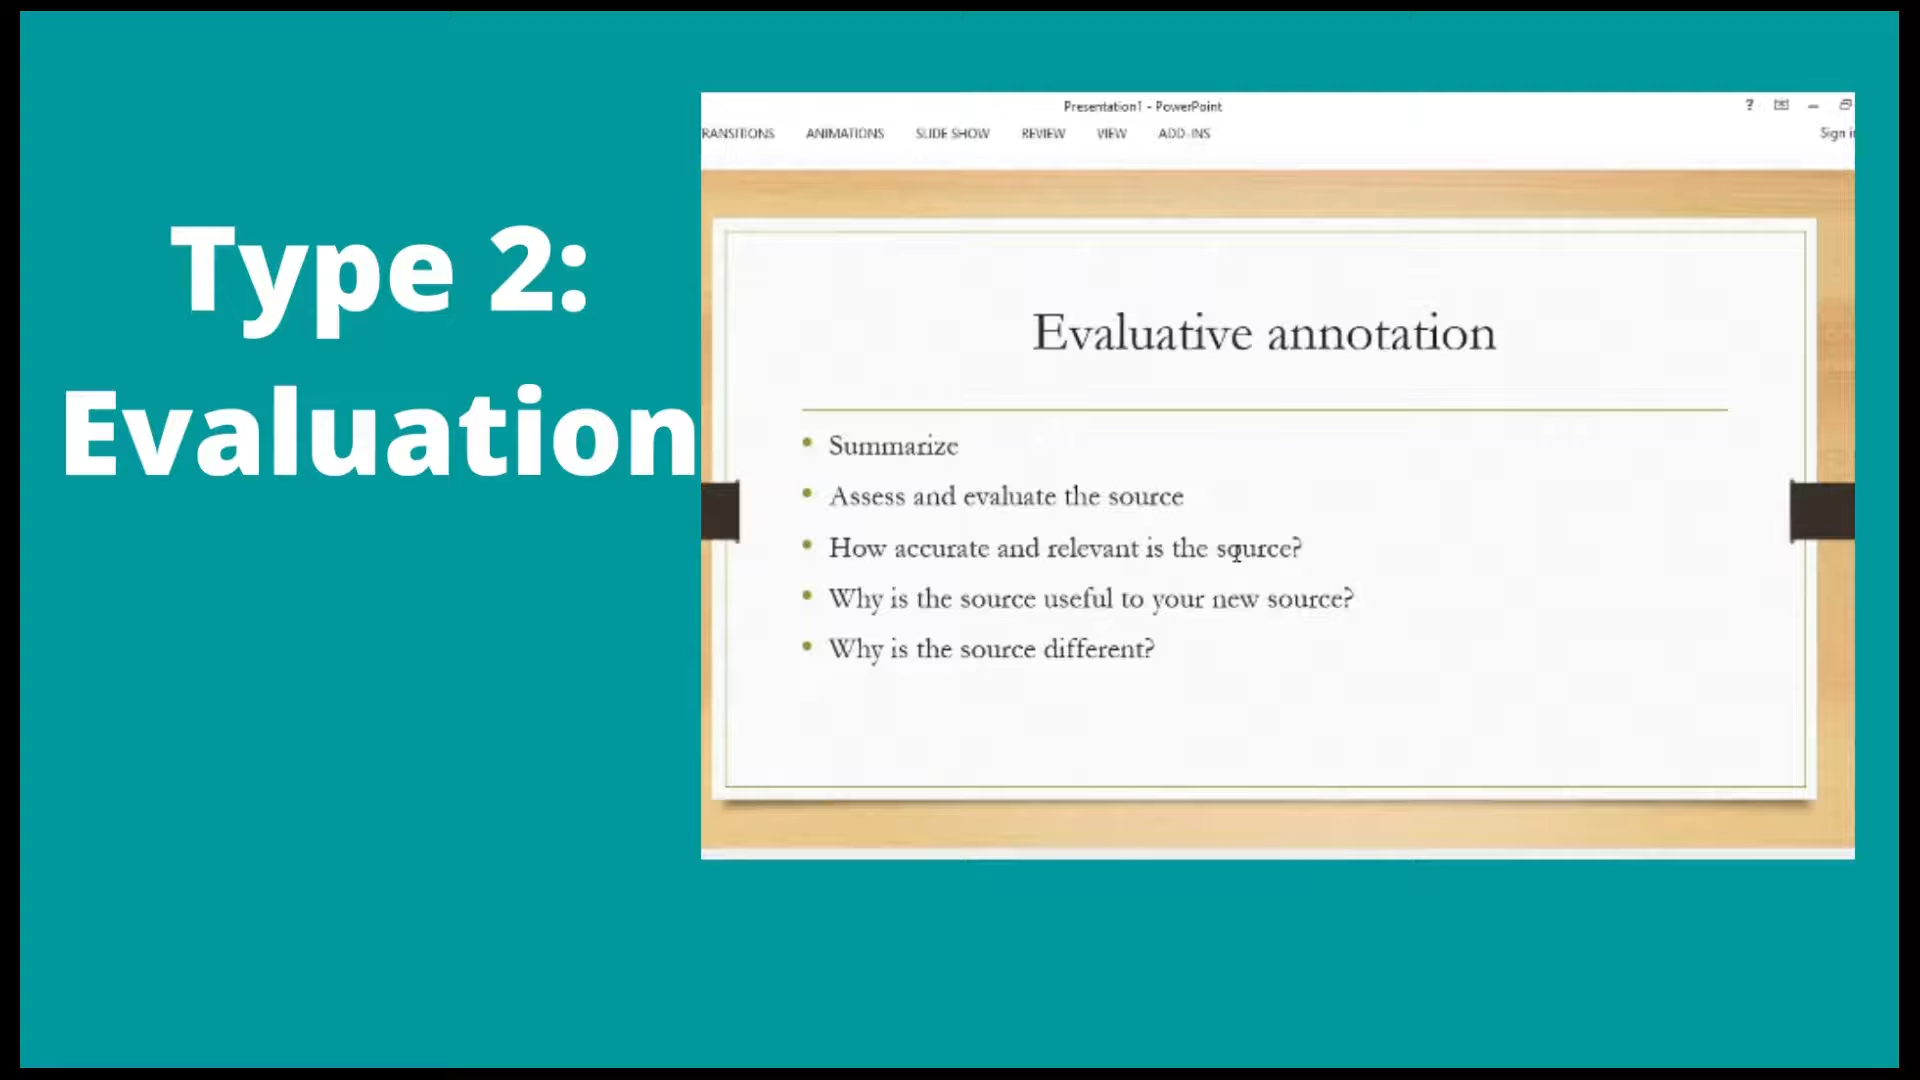 Type 2:
Evaluation
Presentation1 - PowerPoint
?
RANSITIONS ANIMATIONS SLIDE SHOW REVIEW VIEW ADD-INS
Sign i
Evaluative annotation
• Summarize
• Assess and evaluate the source
• How accurate and relevant is the source?
• Why is the source useful to your new source?
• Why is the source different?